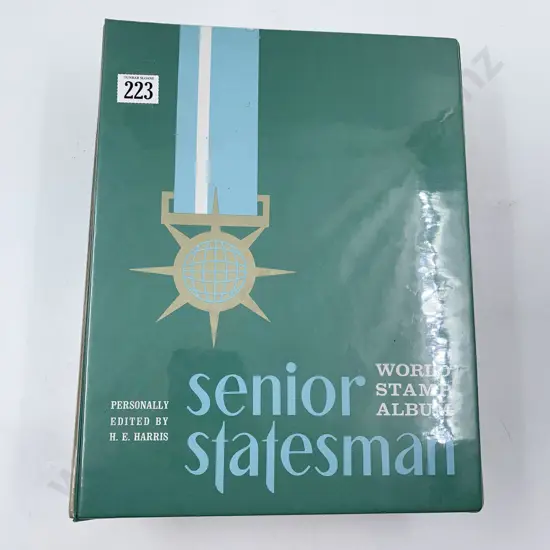 223
PERSONALLY
EDITED BY
H. E. HARRIS
senior
statesman
WORLD
STAMP
ALBUM